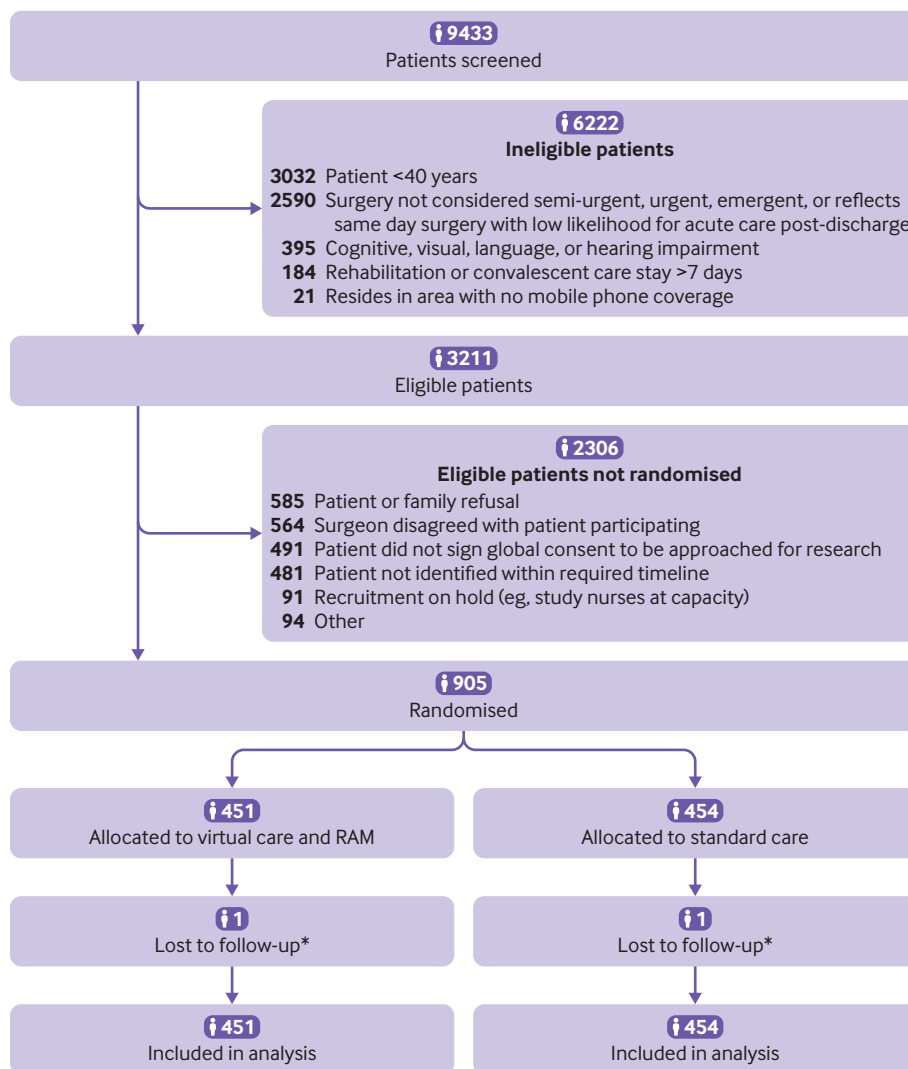 9433
Patients screened
6222
Ineligible patients
3032 Patient <40 years
2590 Surgery not considered semi-urgent, urgent, emergent, or reflects
same day surgery with low likelihood for acute care post-discharge
395 Cognitive, visual, language, or hearing impairment
184 Rehabilitation or convalescent care stay >7 days
21 Resides in area with no mobile phone coverage
3211
Eligible patients
2306
Eligible patients not randomised
585 Patient or family refusal
564 Surgeon disagreed with patient participating
491 Patient did not sign global consent to be approached for research
481 Patient not identified within required timeline
91 Recruitment on hold (eg, study nurses at capacity)
94 Other
905
Randomised
451
Allocated to virtual care and RAM
454
Allocated to standard care
1
Lost to follow-up*
1
Lost to follow-up*
451
Included in analysis
454
Included in analysis